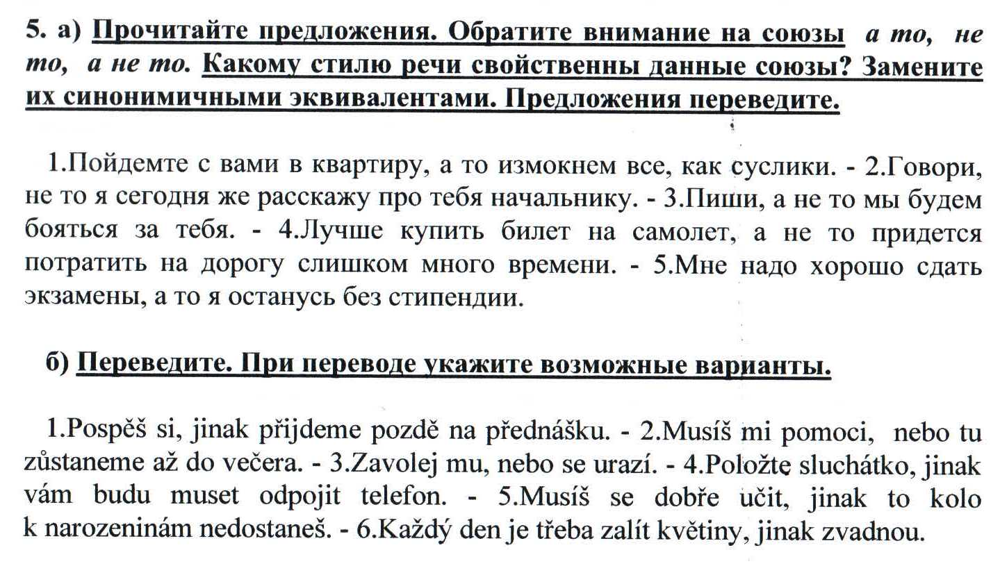 5. а) Прочитайте предложения. Обратите внимание на союзы а то, не
то, а не то. Какому стилю речи свойственны данные союзы? Замените
их синонимичными эквивалентами. Предложения переведите.
1.Пойдемте с вами в квартиру, а то измокнем все, как суслики. - 2.Говори,
не то я сегодня же расскажу про тебя начальнику. - 3.Пиши, а не то мы будем
бояться за тебя. - 4.Лучше купить билет на самолет, а не то придется
потратить на дорогу слишком много времени. - 5.Мне надо хорошо сдать
экзамены, а то я останусь без стипендии.
б) Переведите. При переводе укажите возможные варианты.
1.Pospěš si, jinak přijdeme pozdě na přednášku. - 2.Musíš mi pomoci, nebo tu
zůstaneme až do večera. - 3.Zavolej mu, nebo se urazí. - 4.Položte sluchátko, jinak
vám budu muset odpojit telefon. - 5.Musíš se dobře učit, jinak to kolo
k narozeninám nedostaneš. - 6.Každý den je třeba zalít květiny, jinak zvadnou.